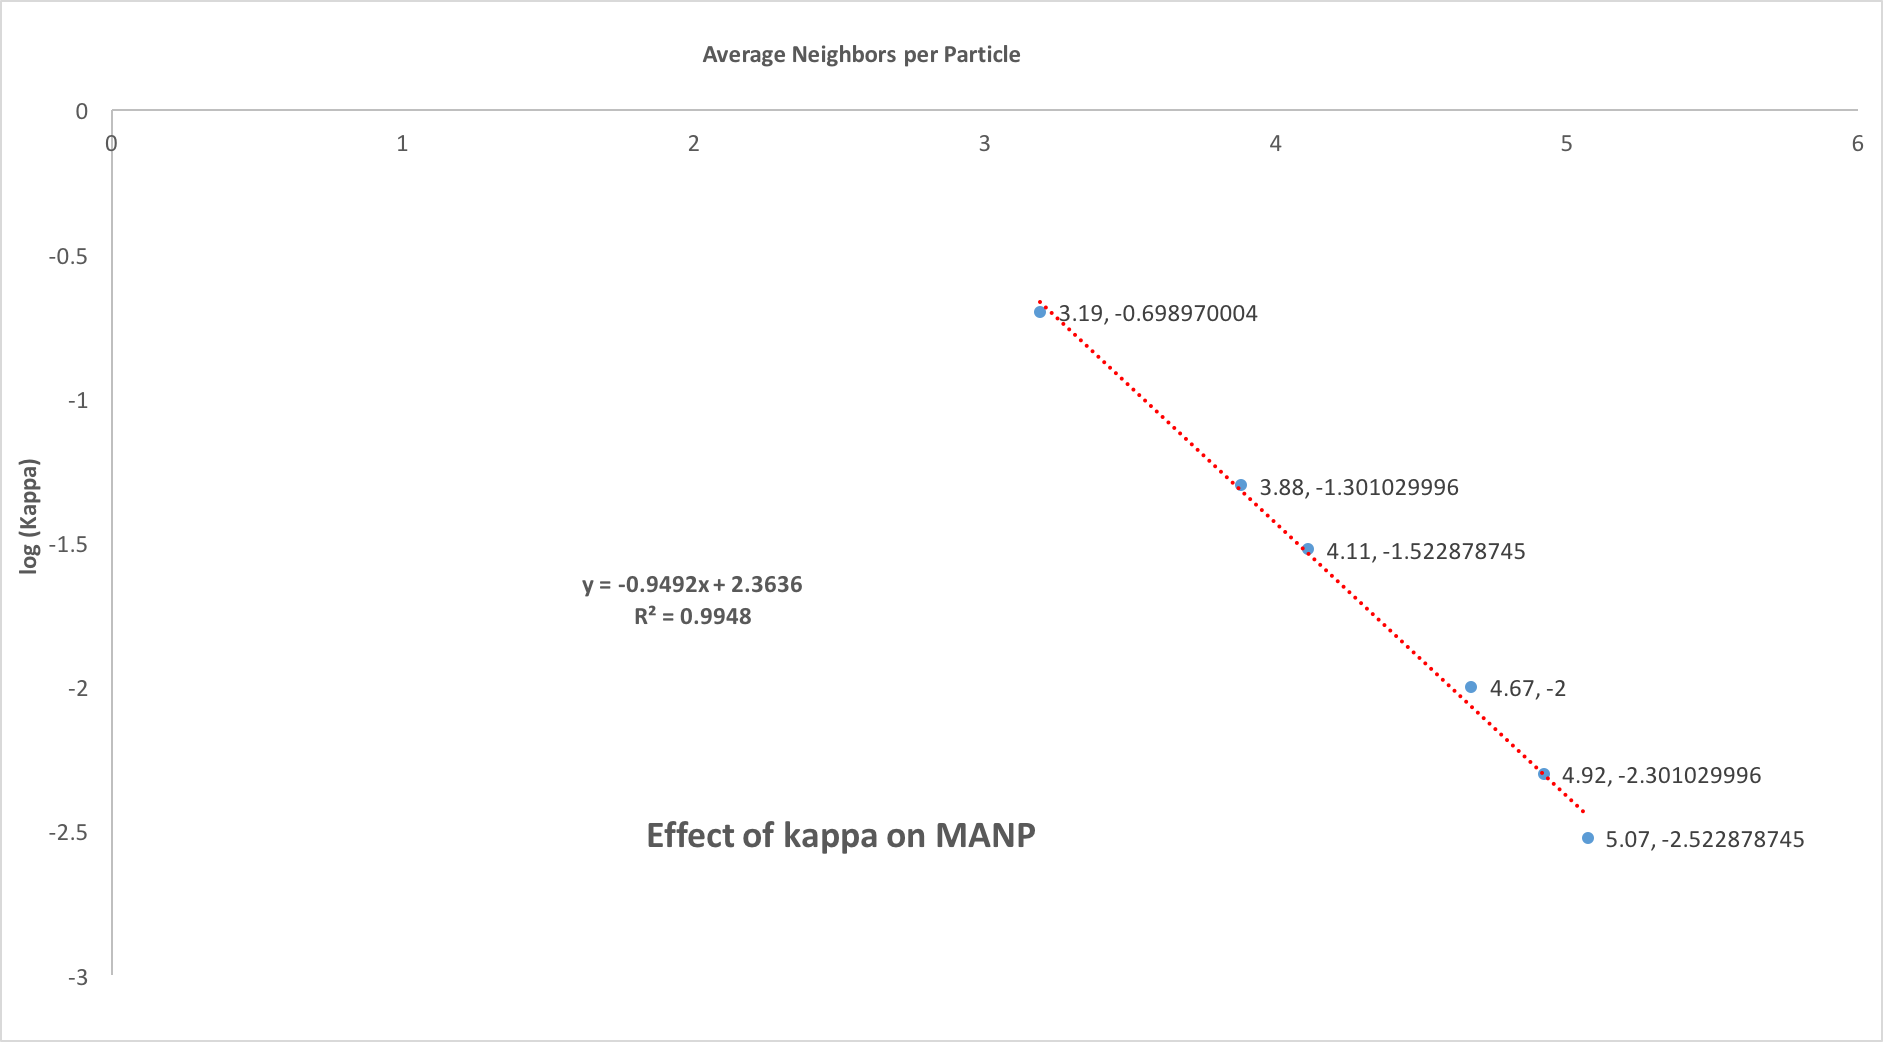 Average Neighbors per Particle
0
0 1 2 3 4 5 6
-0.5
3.19, -0.698970004
-1
log (Kappa)
3.88, -1.301029996
-1.5
4.11, -1.522878745
y = -0.9492x + 2.3636
R² = 0.9948
-2
4.67, -2
4.92, -2.301029996
-2.5
Effect of kappa on MANP
5.07, -2.522878745
-3